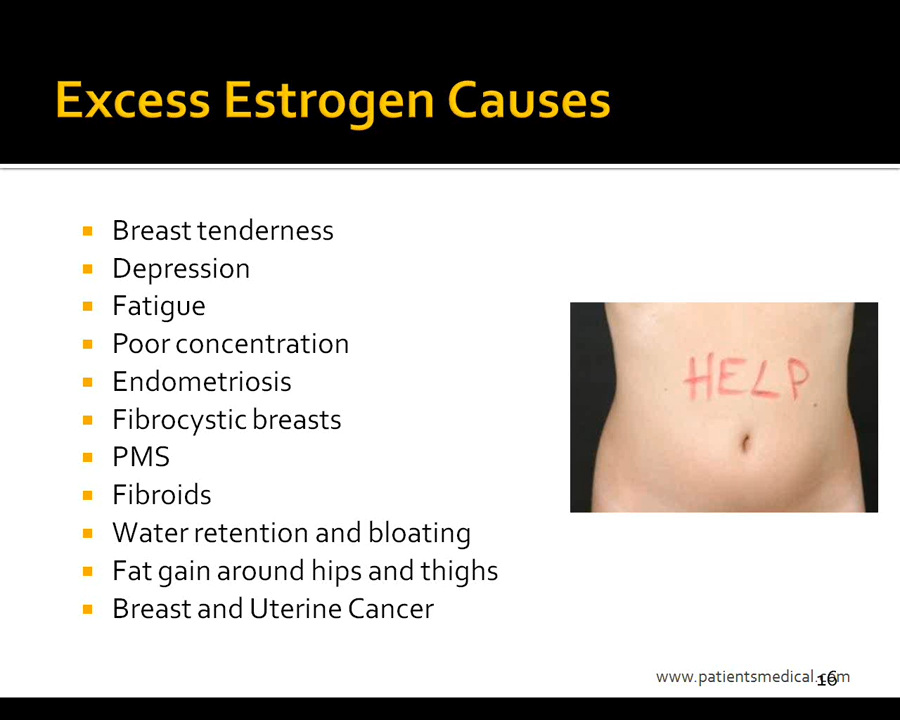 Excess Estrogen Causes
Breast tenderness
Depression
Fatigue
Poor concentration
Endometriosis
Fibrocystic breasts
PMS
Fibroids
Water retention and bloating
Fat gain around hips and thighs
Breast and Uterine Cancer
HELP
www.patientsmedical.com
16